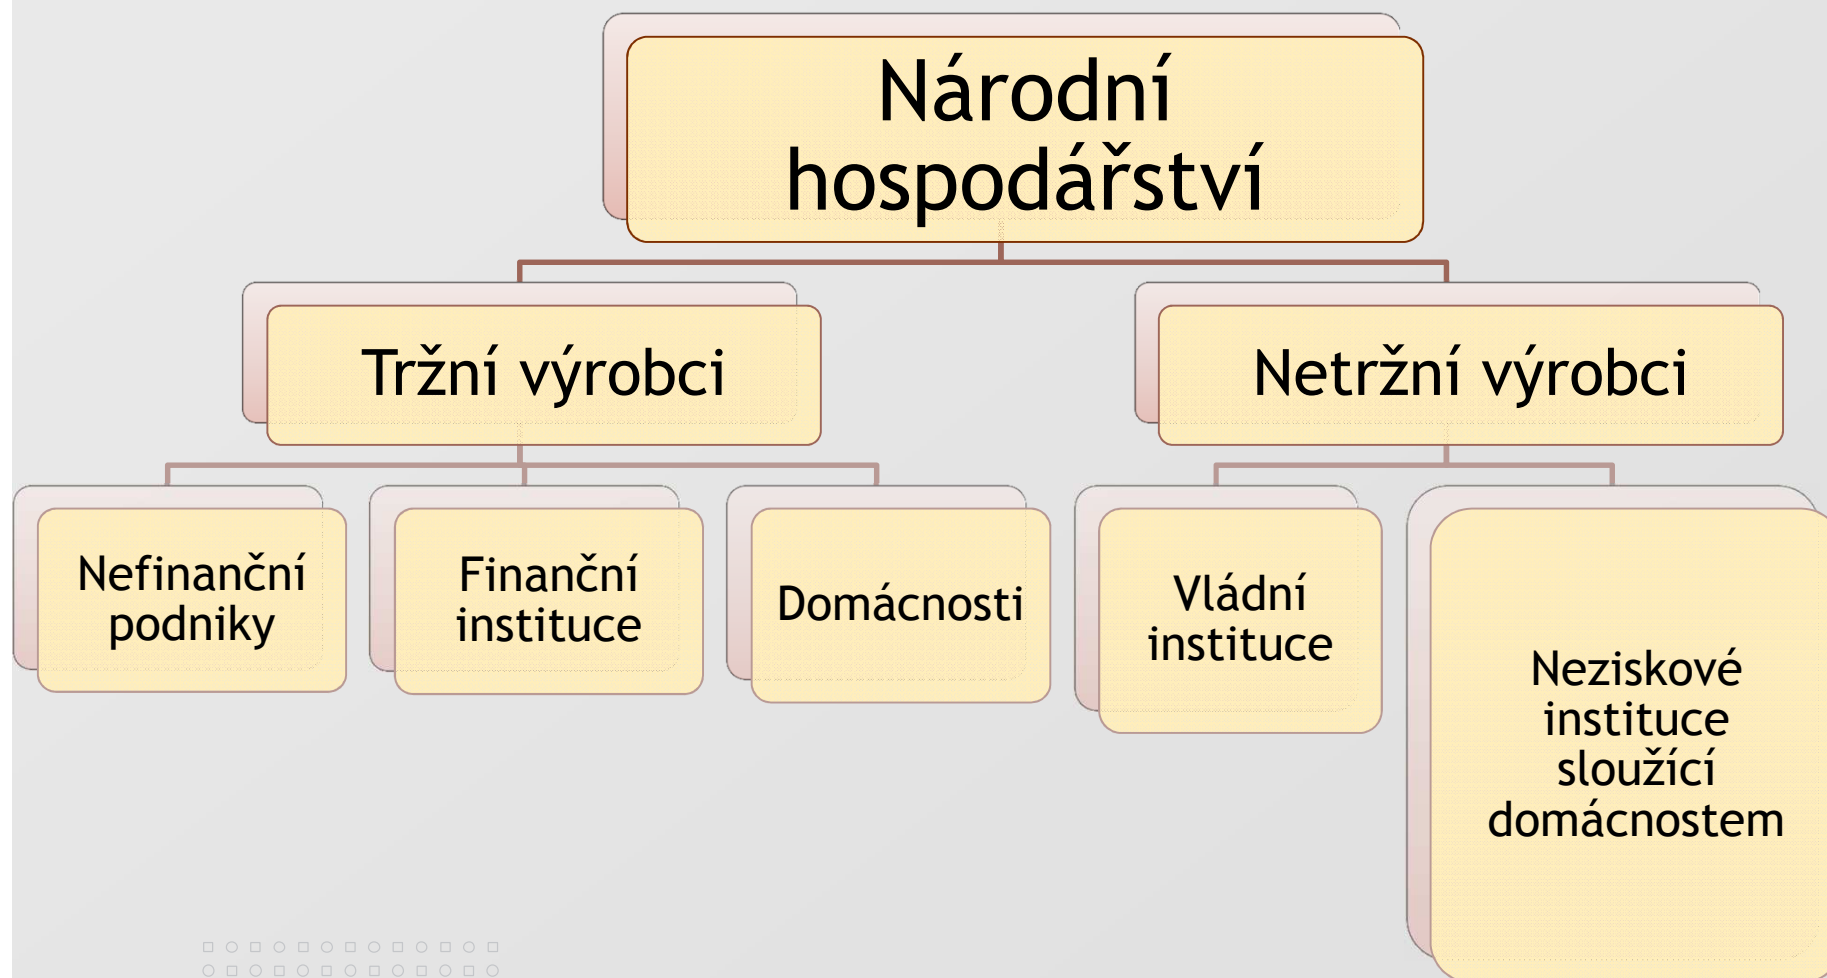 Národní
hospodářství
Tržní výrobci
Netržní výrobci
Nefinanční
podniky
Finanční
instituce
Domácnosti
Vládní
instituce
Neziskové
instituce
sloužící
domácnostem